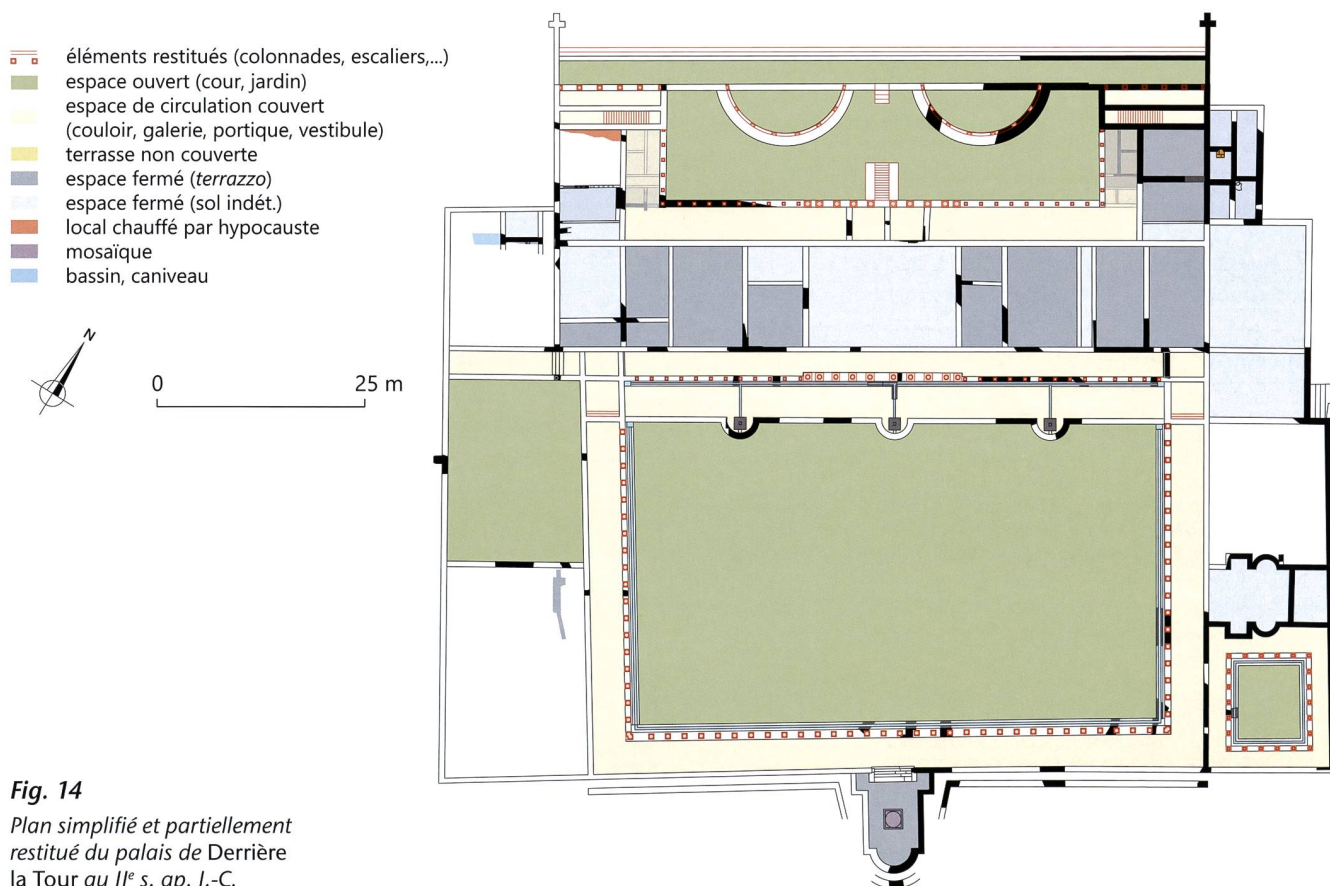 éléments restitués (colonnades, escaliers,...)
espace ouvert (cour, jardin)
espace de circulation couvert
(couloir, galerie, portique, vestibule)
terrasse non couverte
espace fermé (terrazzo)
espace fermé (sol indét.)
local chauffé par hypocauste
mosaïque
bassin, caniveau
N
0 25 m
Fig. 14
Plan simplifié et partiellement
restitué du palais de Derrière
la Tour au IIe s. ap. J.-C.